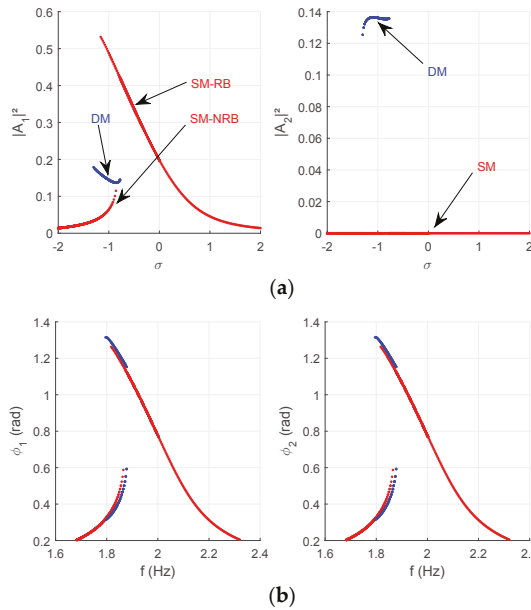 0.6
0.5
0.4
0.3
0.2
0.1
0
|A₁|²
DM
SM-RB
SM-NRB
-2 -1 0 1 2
σ
0.14
0.12
0.1
0.08
0.06
0.04
0.02
0
|A₂|²
DM
SM
-2 -1 0 1 2
σ
(a)
1.4
1.2
1
0.8
0.6
0.4
0.2
ϕ₁ (rad)
1.6 1.8 2 2.2 2.4
f (Hz)
1.4
1.2
1
0.8
0.6
0.4
0.2
ϕ₂ (rad)
1.6 1.8 2 2.2 2.4
f (Hz)
(b)